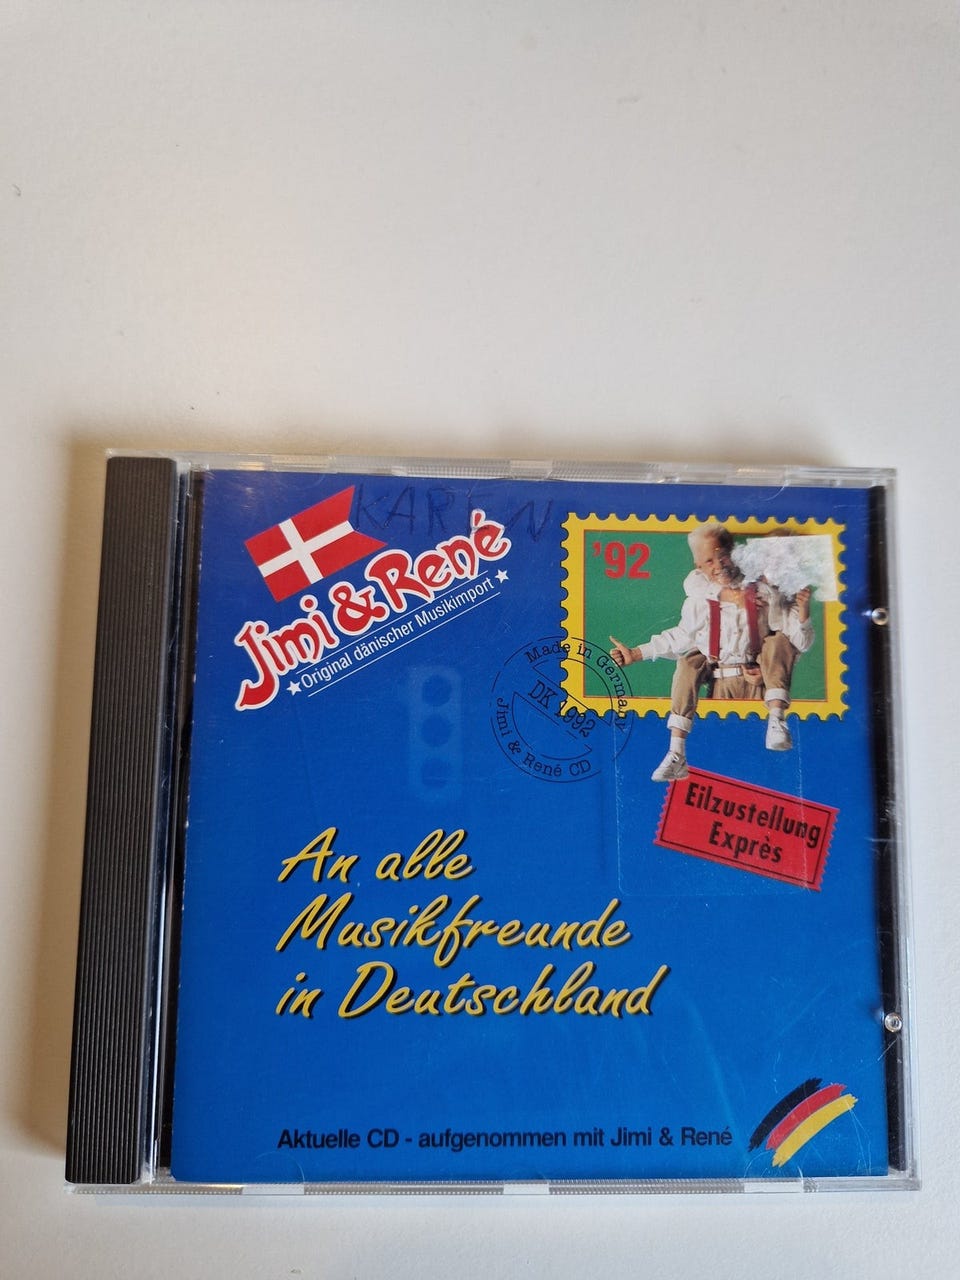 KAREN
Jimi & René
Original dänischer Musikimport
'92
Made in Germany
DK 1992
Jimi & René CD
Eilzustellung
Exprès
An alle
Musikfreunde
in Deutschland
Aktuelle CD - aufgenommen mit Jimi & René